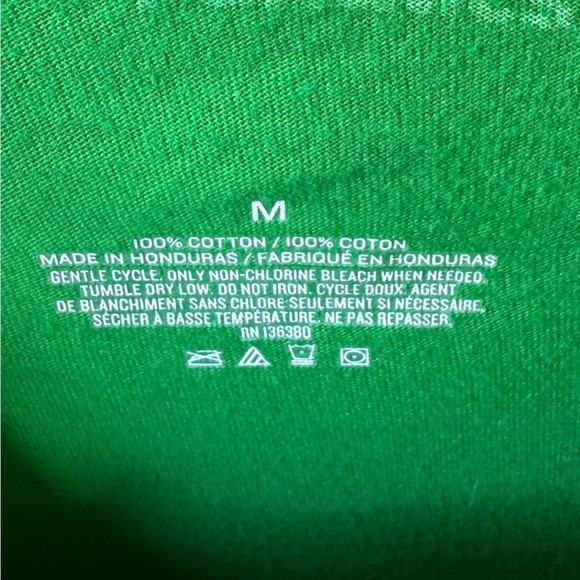 M
100% COTTON / 100% COTON
MADE IN HONDURAS / FABRIQUÉ EN HONDURAS
GENTLE CYCLE. ONLY NON-CHLORINE BLEACH WHEN NEEDED.
TUMBLE DRY LOW. DO NOT IRON. CYCLE DOUX. AGENT
DE BLANCHIMENT SANS CHLORE SEULEMENT SI NÉCESSAIRE.
SÉCHER À BASSE TEMPÉRATURE. NE PAS REPASSER.
RN 136380